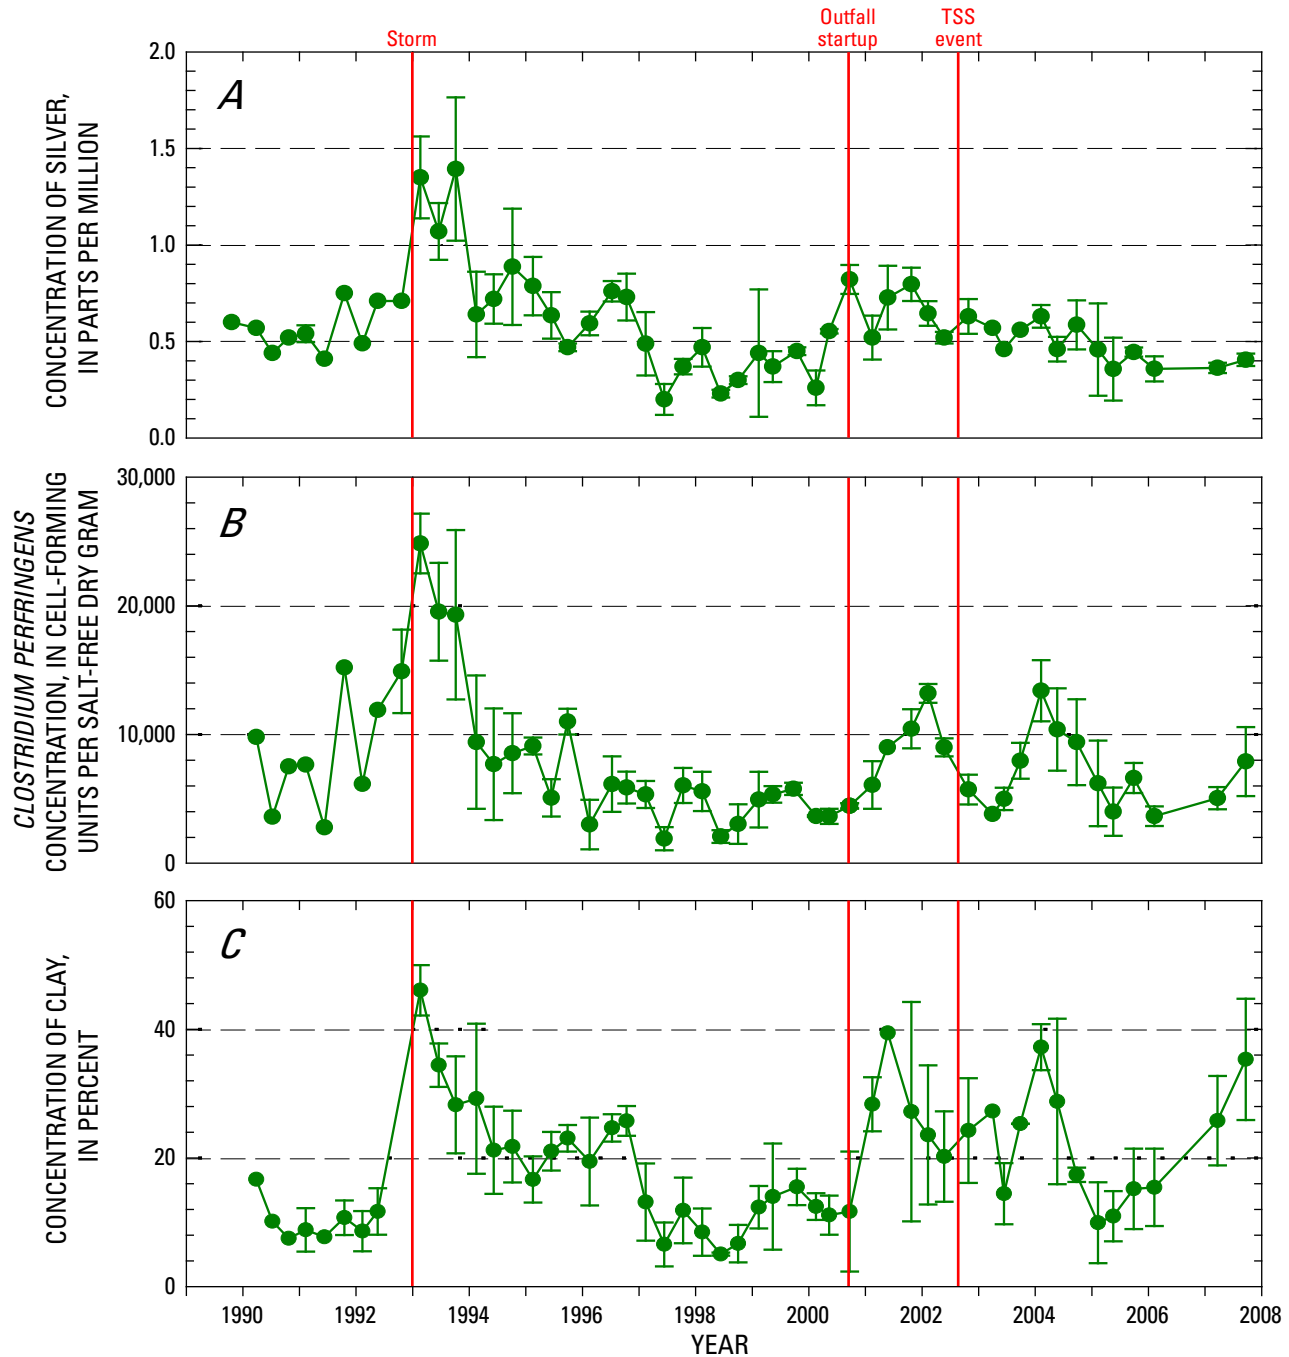 Storm
Outfall
startup
TSS
event
A
CONCENTRATION OF SILVER,
IN PARTS PER MILLION
2.0
1.5
1.0
0.5
0.0
B
CLOSTRIDIUM PERFRINGENS
CONCENTRATION, IN CELL-FORMING
UNITS PER SALT-FREE DRY GRAM
30,000
20,000
10,000
0
C
CONCENTRATION OF CLAY,
IN PERCENT
60
40
20
0
1990 1992 1994 1996 1998 2000 2002 2004 2006 2008
YEAR